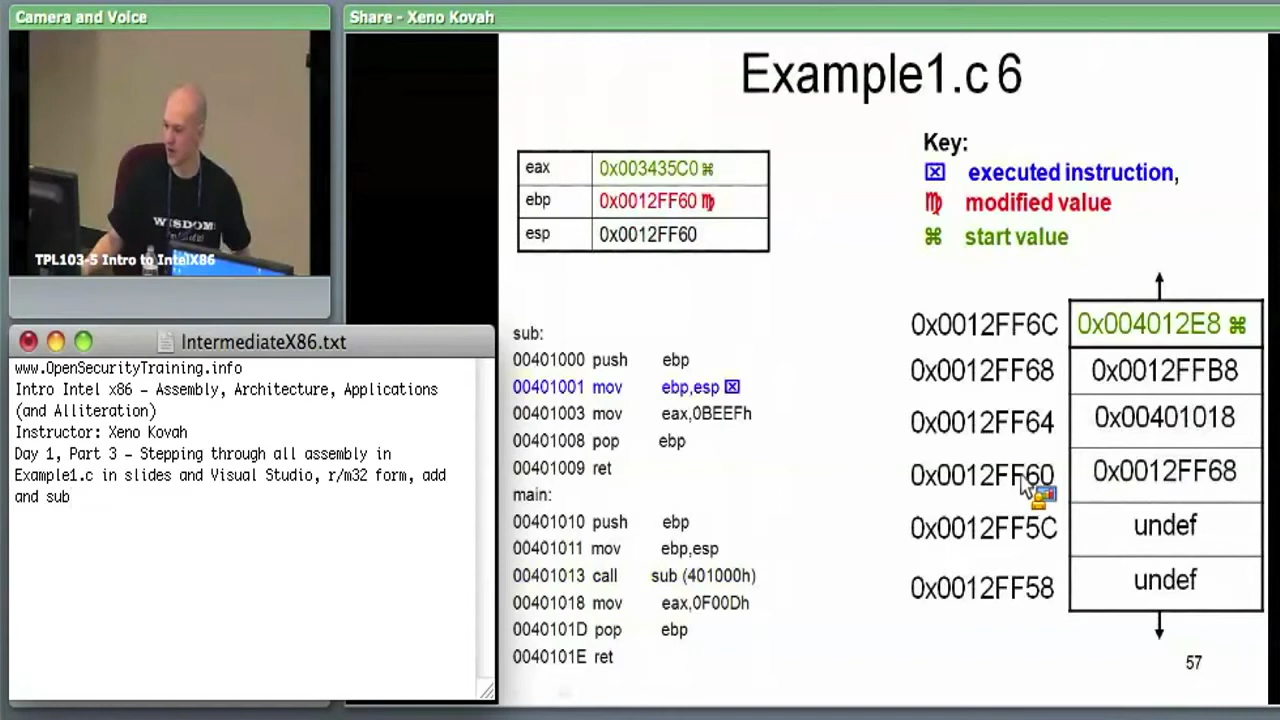 Camera and Voice
Share - Xeno Kovah
WISDOM
TPL103-5 Intro to IntelX86
IntermediateX86.txt
www.OpenSecurityTraining.info
Intro Intel x86 – Assembly, Architecture, Applications
(and Alliteration)
Instructor: Xeno Kovah
Day 1, Part 3 – Stepping through all assembly in
Example1.c in slides and Visual Studio, r/m32 form, add
and sub
Example1.c 6
eax 0x003435C0 ⌘
ebp 0x0012FF60 ♍
esp 0x0012FF60
Key:
⌧ executed instruction,
♍ modified value
⌘ start value
sub:
00401000 push ebp
00401001 mov ebp,esp ⌧
00401003 mov eax,0BEEFh
00401008 pop ebp
00401009 ret
main:
00401010 push ebp
00401011 mov ebp,esp
00401013 call sub (401000h)
00401018 mov eax,0F00Dh
0040101D pop ebp
0040101E ret
0x0012FF6C 0x004012E8 ⌘
0x0012FF68 0x0012FFB8
0x0012FF64 0x00401018
0x0012FF60 0x0012FF68
0x0012FF5C undef
0x0012FF58 undef
57